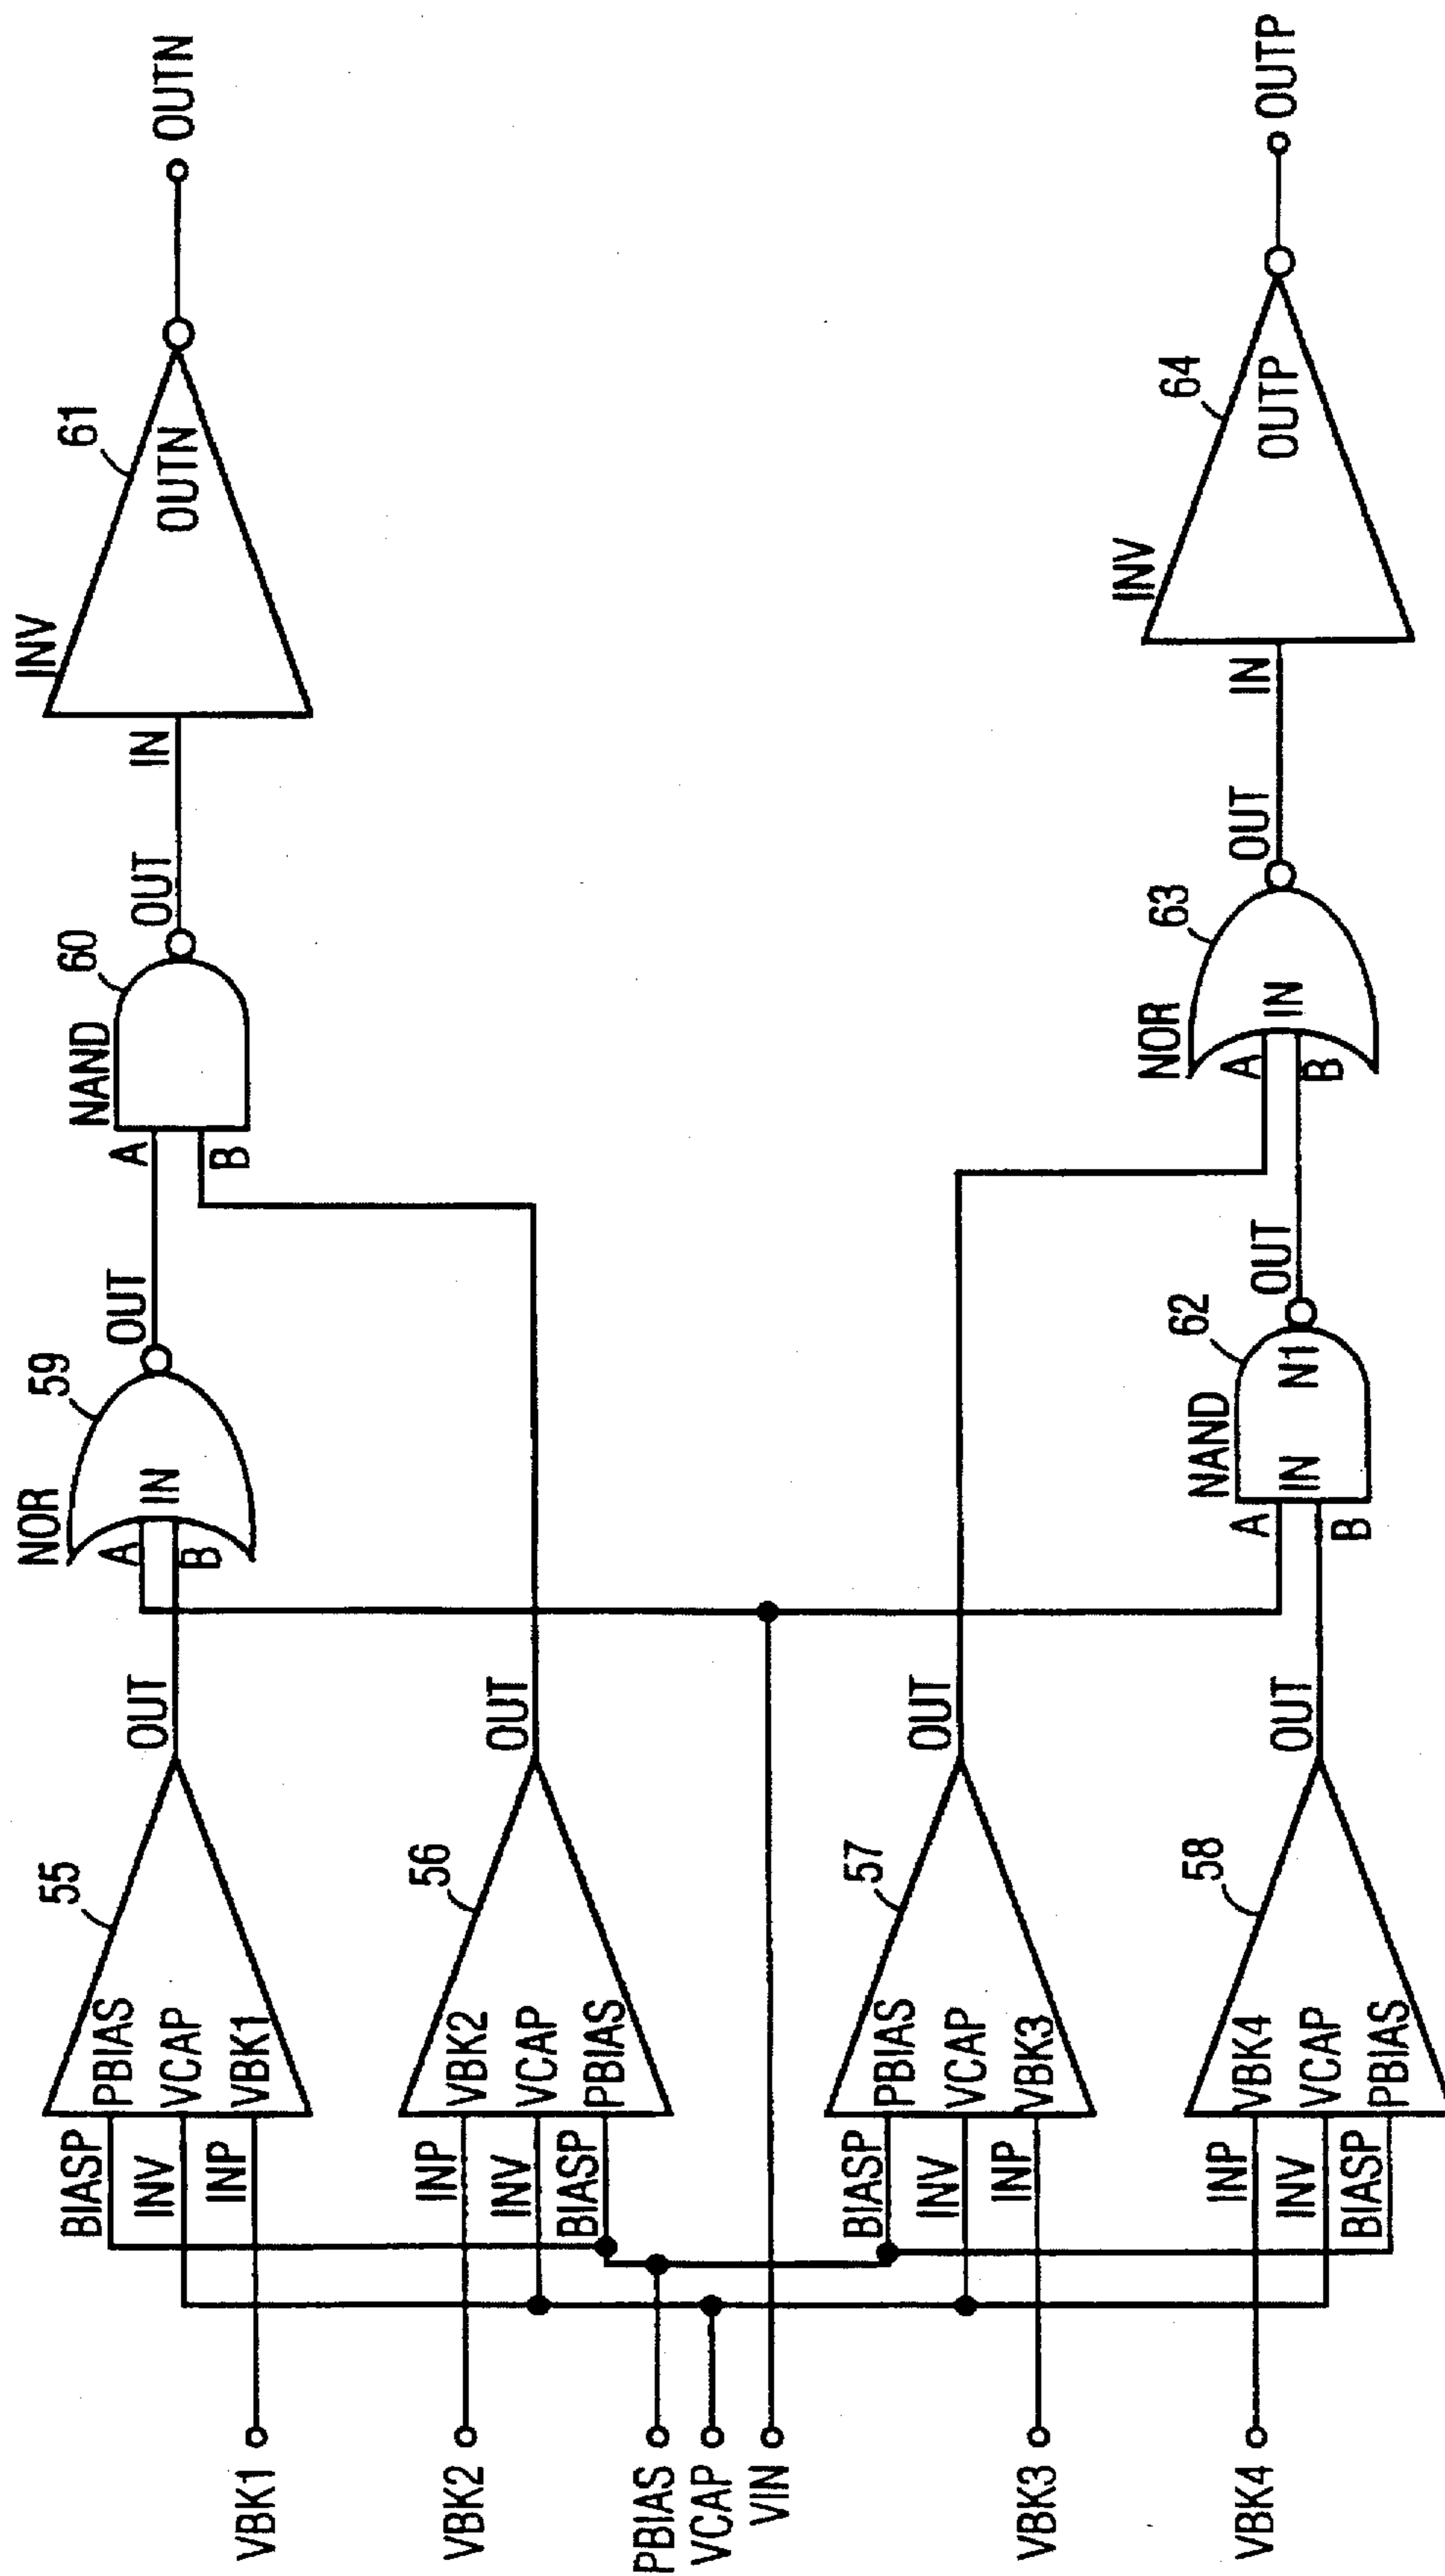 VBK1
BIASP
INV
INP
PBIAS
VCAP
VBK1
55
OUT
NOR
A
B
IN
59
OUT
NAND
A
B
60
OUT
IN
INV
OUTN
61
OUTN
VBK2
INP
INV
BIASP
VBK2
VCAP
PBIAS
56
OUT
PBIAS
VCAP
VIN
VBK3
BIASP
INV
INP
PBIAS
VCAP
VBK3
57
OUT
VBK4
INP
INV
BIASP
VBK4
VCAP
PBIAS
58
OUT
NAND
A
B
IN
N1
62
OUT
NOR
A
B
IN
63
OUT
IN
INV
OUTP
64
OUTP